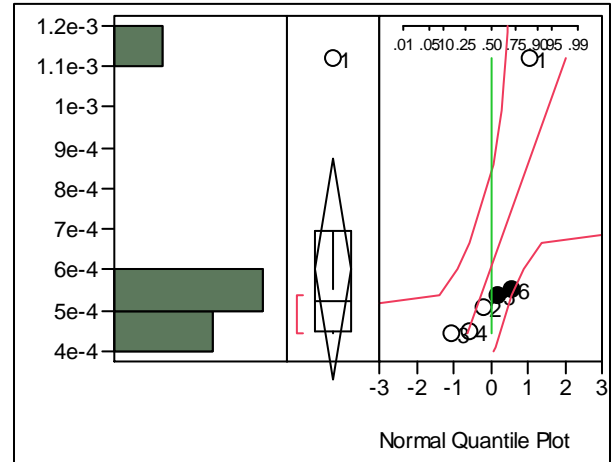 1.2e-3
1.1e-3
1e-3
9e-4
8e-4
7e-4
6e-4
5e-4
4e-4
1
.01 .05 .10 .25 .50 .75 .90 .95 .99
1
6
5
2
4
3
-3 -2 -1 0 1 2 3
Normal Quantile Plot